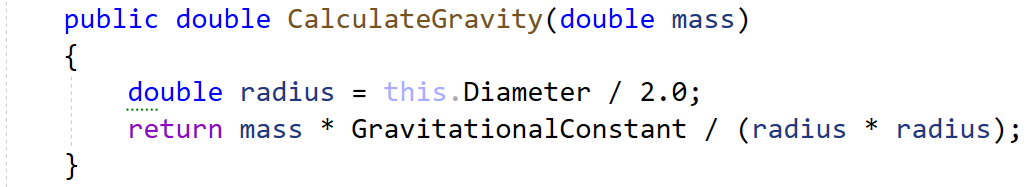 public double CalculateGravity(double mass)
{
    double radius = this.Diameter / 2.0;
    return mass * GravitationalConstant / (radius * radius);
}